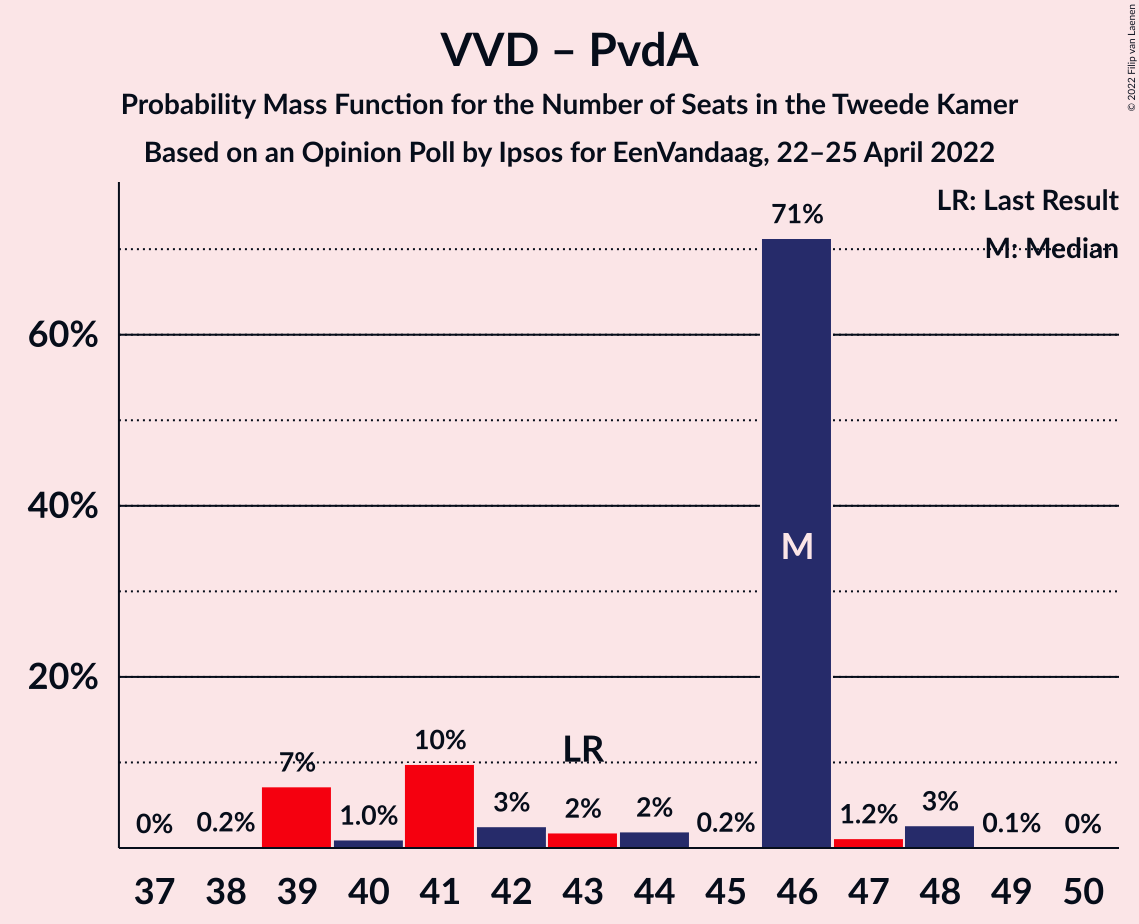 VVD – PvdA
Probability Mass Function for the Number of Seats in the Tweede Kamer
Based on an Opinion Poll by Ipsos for EenVandaag, 22–25 April 2022
© 2022 Filip van Laenen
LR: Last Result
M: Median
60%
40%
20%
0%
0.2%
7%
1.0%
10%
3%
LR
2%
2%
0.2%
71%
M
1.2%
3%
0.1%
0%
37 38 39 40 41 42 43 44 45 46 47 48 49 50